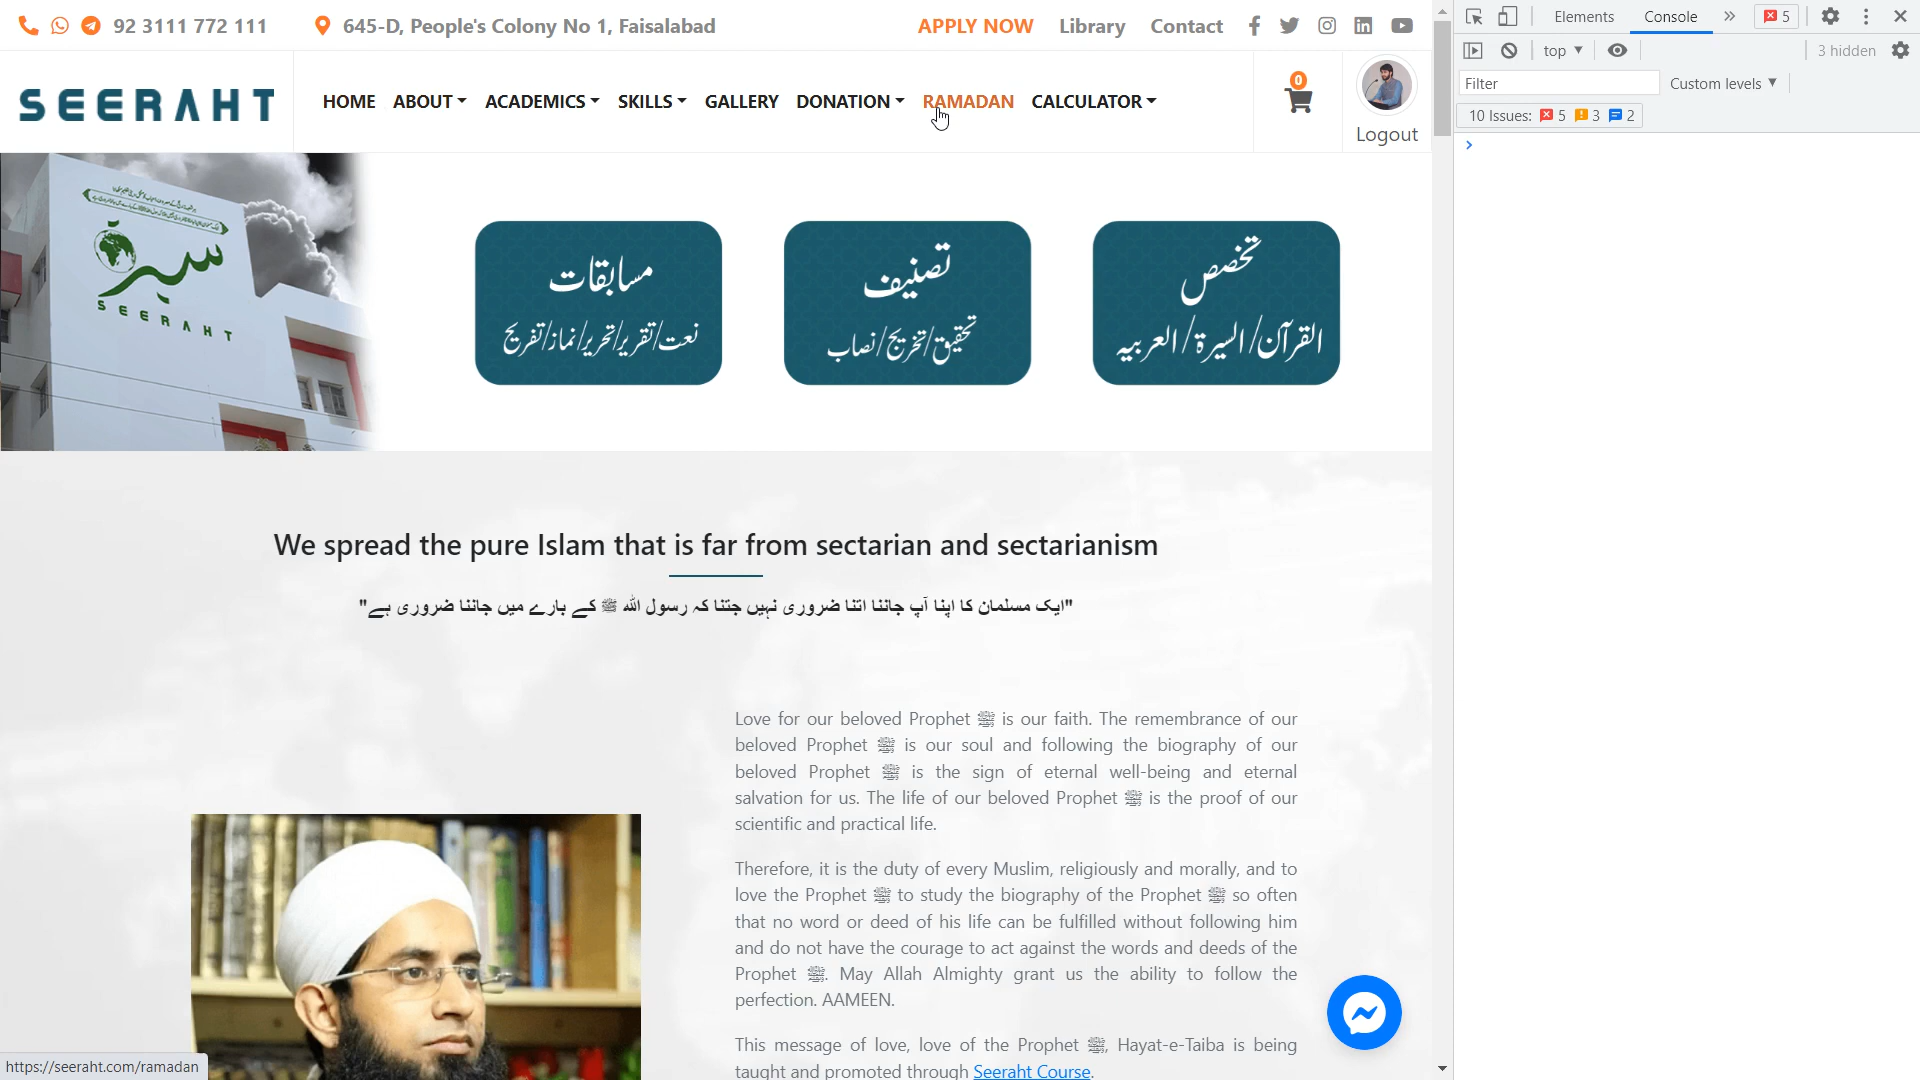 92 3111 772 111
645-D, People's Colony No 1, Faisalabad
APPLY NOW
Library
Contact
Elements
Console
5
top
3 hidden
Filter
Custom levels
10 Issues: 5 3 2
SEERAHT
HOME
ABOUT
ACADEMICS
SKILLS
GALLERY
DONATION
RAMADAN
CALCULATOR
0
Logout
سیرۃ
SEERAHT
مسابقات
نعت/تقریر/تحریر/نماز/تفریح
تصنیف
تحقیق/تخریج/نصاب
تخصص
القرآن/السیرۃ/العربیہ
We spread the pure Islam that is far from sectarian and sectarianism
"ایک مسلمان کا اپنا آپ جاننا اتنا ضروری نہیں جتنا کہ رسول اللہ ﷺ کے بارے میں جاننا ضروری ہے"
Love for our beloved Prophet ﷺ is our faith. The remembrance of our
beloved Prophet ﷺ is our soul and following the biography of our
beloved Prophet ﷺ is the sign of eternal well-being and eternal
salvation for us. The life of our beloved Prophet ﷺ is the proof of our
scientific and practical life.
Therefore, it is the duty of every Muslim, religiously and morally, and to
love the Prophet ﷺ to study the biography of the Prophet ﷺ so often
that no word or deed of his life can be fulfilled without following him
and do not have the courage to act against the words and deeds of the
Prophet ﷺ. May Allah Almighty grant us the ability to follow the
perfection. AAMEEN.
This message of love, love of the Prophet ﷺ, Hayat-e-Taiba is being
taught and promoted through Seeraht Course.
https://seeraht.com/ramadan